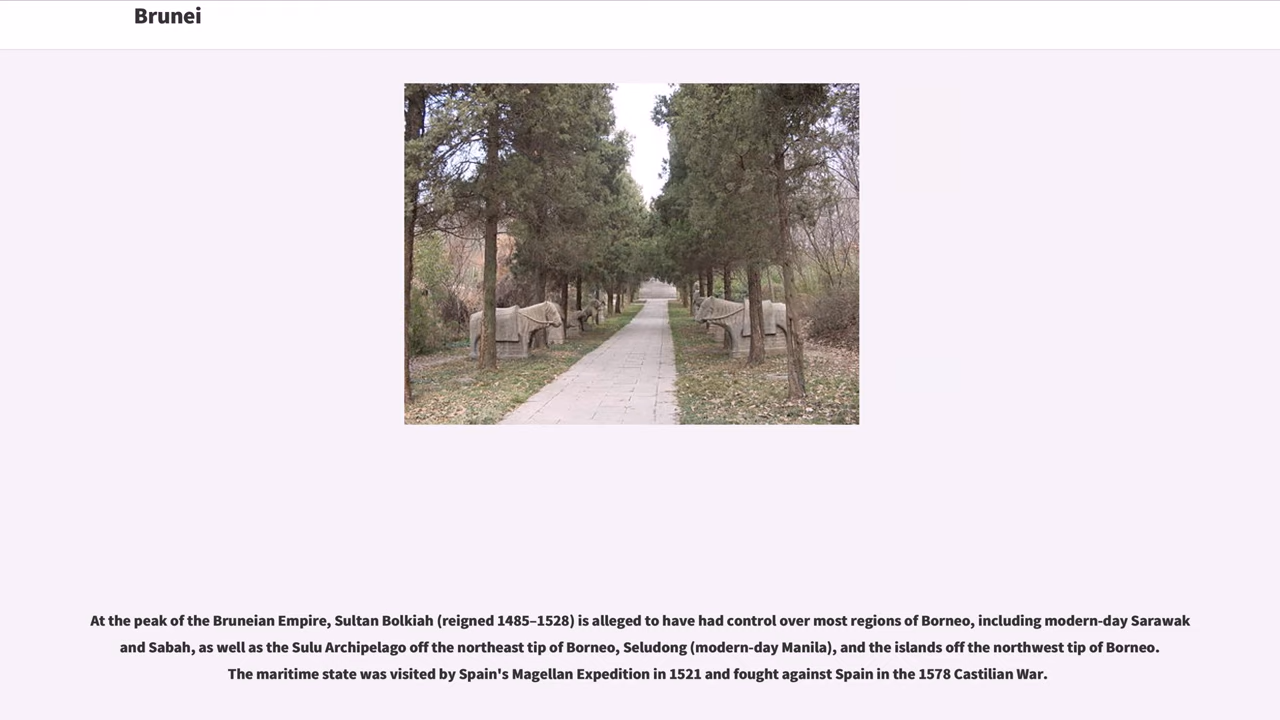 Brunei
At the peak of the Bruneian Empire, Sultan Bolkiah (reigned 1485–1528) is alleged to have had control over most regions of Borneo, including modern-day Sarawak
and Sabah, as well as the Sulu Archipelago off the northeast tip of Borneo, Seludong (modern-day Manila), and the islands off the northwest tip of Borneo.
The maritime state was visited by Spain's Magellan Expedition in 1521 and fought against Spain in the 1578 Castilian War.